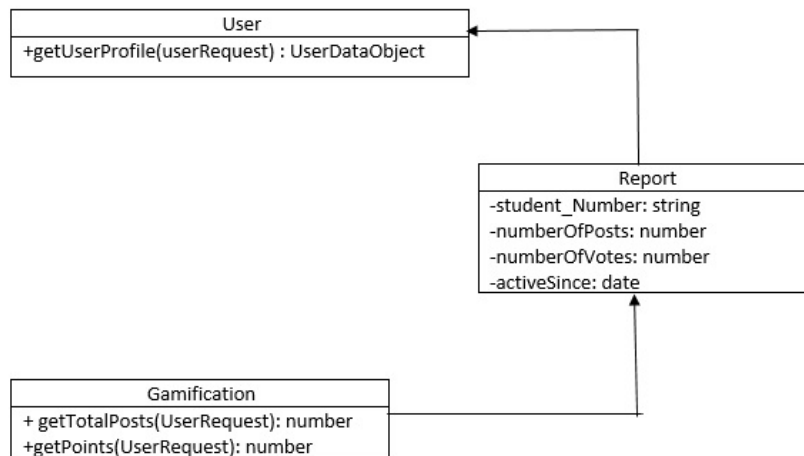 User
+getUserProfile(userRequest) : UserDataObject
Report
-student_Number: string
-numberOfPosts: number
-numberOfVotes: number
-activeSince: date
Gamification
+ getTotalPosts(UserRequest): number
+getPoints(UserRequest): number